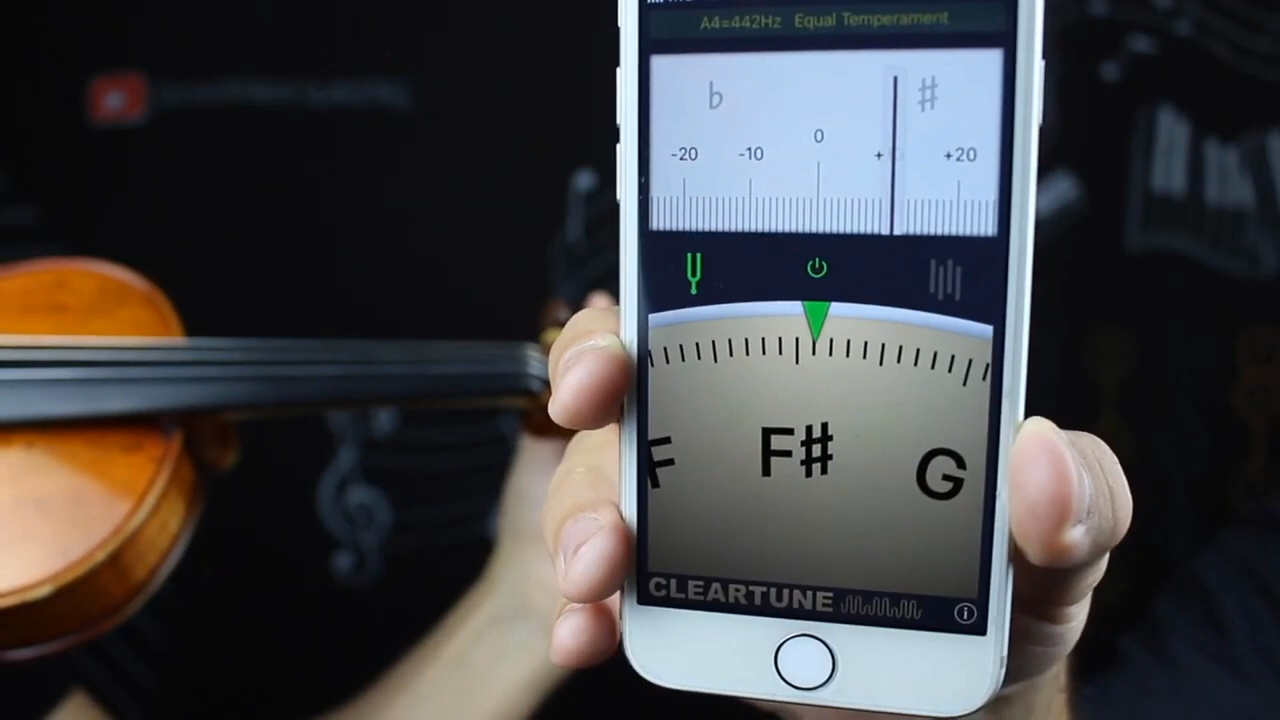 A4=442Hz Equal Temperament
♭ ♯
-20 -10 0 + +20
F F# G
CLEARTUNE